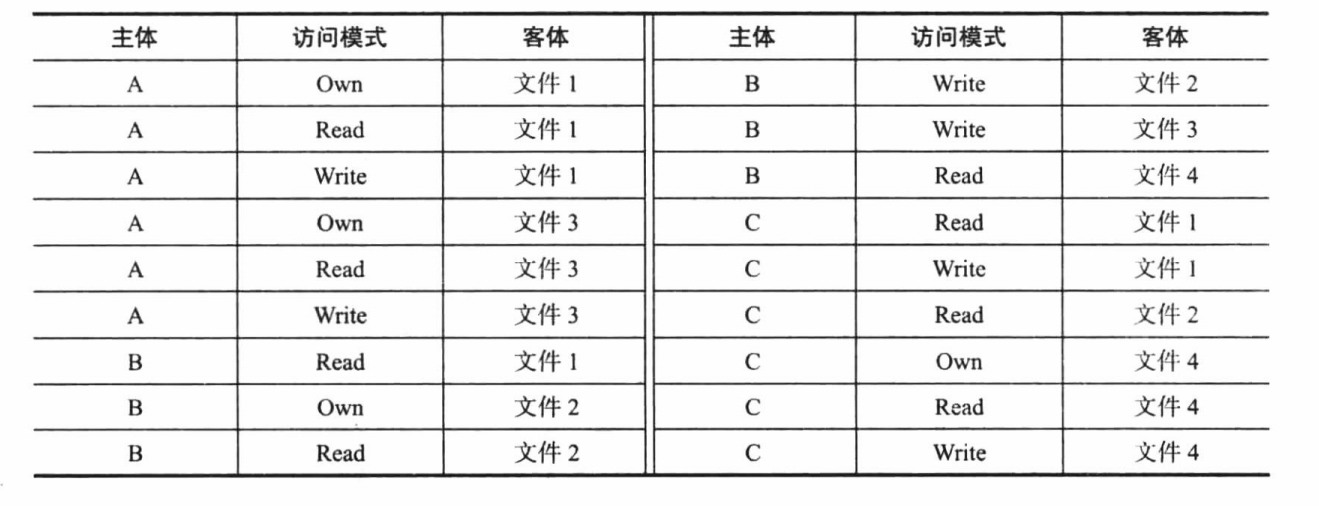 主体 访问模式 客体 主体 访问模式 客体
A Own 文件 1 B Write 文件 2
A Read 文件 1 B Write 文件 3
A Write 文件 1 B Read 文件 4
A Own 文件 3 C Read 文件 1
A Read 文件 3 C Write 文件 1
A Write 文件 3 C Read 文件 2
B Read 文件 1 C Own 文件 4
B Own 文件 2 C Read 文件 4
B Read 文件 2 C Write 文件 4